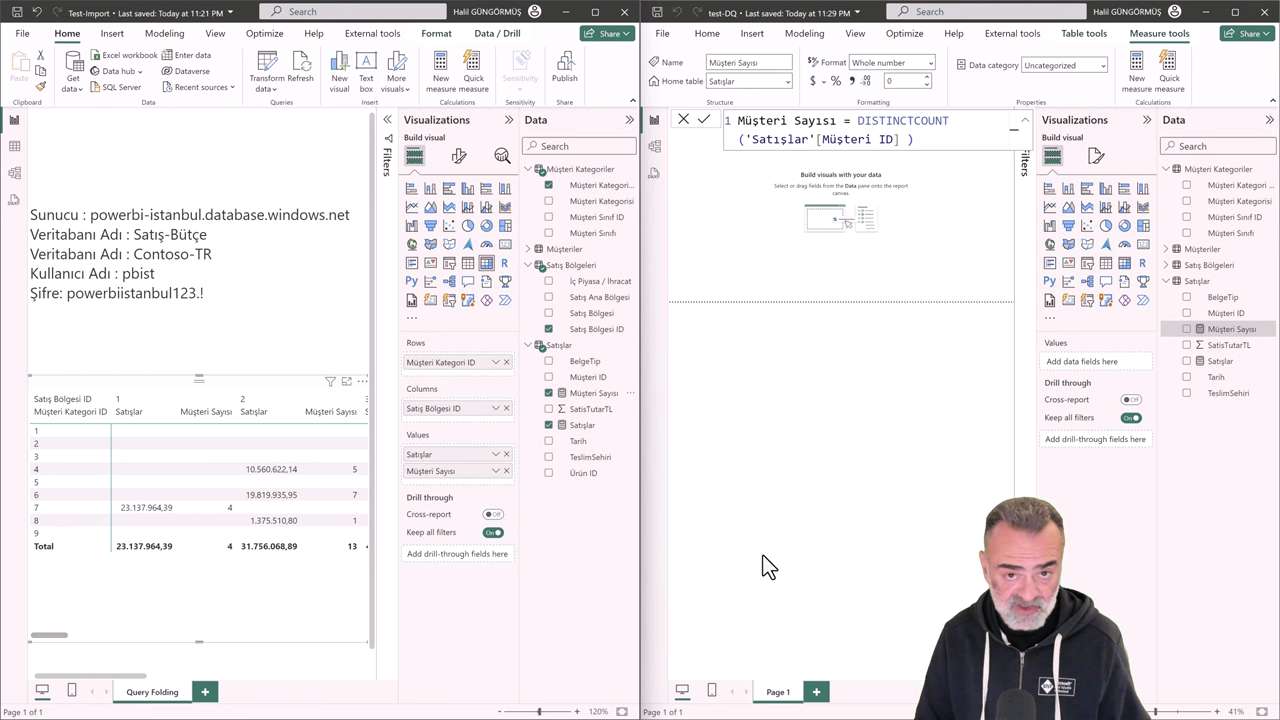 Test-Import • Last saved: Today at 11:21 PM
Search
Halil GÜNGÖRMÜŞ
File Home Insert Modeling View Optimize Help External tools Format Data / Drill
Share
Paste
Get data
Excel workbook
Data hub
SQL Server
Enter data
Dataverse
Recent sources
Transform data
Refresh
New visual
Text box
More visuals
New measure
Quick measure
Sensitivity
Publish
Clipboard Data Queries Insert Calculations Sensitivity Share
Sunucu : powerbi-istanbul.database.windows.net
Veritabanı Adı : Satış-Bütçe
Veritabanı Adı : Contoso-TR
Kullanıcı Adı : pbist
Şifre: powerbiistanbul123.!
Satış Bölgesi ID 1 2 3
Müşteri Kategori ID Satışlar Müşteri Sayısı Satışlar Müşteri Sayısı
1
2
3
4 10.560.622,14 5
5
6 19.819.935,95 7
7 23.137.964,39 4
8 1.375.510,80 1
9
Total 23.137.964,39 4 31.756.068,89 13
Query Folding
Page 1 of 1
120%
Filters
Visualizations
Build visual
Rows
Müşteri Kategori ID
Columns
Satış Bölgesi ID
Values
Satışlar
Müşteri Sayısı
Drill through
Cross-report Off
Keep all filters On
Add drill-through fields here
Data
Search
Müşteri Kategoriler
Müşteri Kategori...
Müşteri Kategorisi
Müşteri Sınıf ID
Müşteri Sınıfı
Müşteriler
Satış Bölgeleri
İç Piyasa / İhracat
Satış Ana Bölgesi
Satış Bölgesi
Satış Bölgesi ID
Satışlar
BelgeTip
Müşteri ID
Müşteri Sayısı
SatisTutarTL
Satışlar
Tarih
TeslimSehiri
Ürün ID
test-DQ • Last saved: Today at 11:29 PM
Search
Halil GÜNGÖRMÜŞ
File Home Insert Modeling View Optimize Help External tools Table tools Measure tools
Share
Name Müşteri Sayısı
Home table Satışlar
Format Whole number
$ % 0
Data category Uncategorized
New measure
Quick measure
Structure Formatting Properties Calculations
1 Müşteri Sayısı = DISTINCTCOUNT
('Satışlar'[Müşteri ID] )
Build visuals with your data
Select or drag fields from the Data pane onto the report
canvas.
Page 1
Page 1 of 1
41%
Filters
Visualizations
Build visual
Values
Add data fields here
Drill through
Cross-report Off
Keep all filters On
Add drill-through fields here
Data
Search
Müşteri Kategoriler
Müşteri Kategori...
Müşteri Kategorisi
Müşteri Sınıf ID
Müşteri Sınıfı
Müşteriler
Satış Bölgeleri
Satışlar
BelgeTip
Müşteri ID
Müşteri Sayısı
SatisTutarTL
Satışlar
Tarih
TeslimSehiri